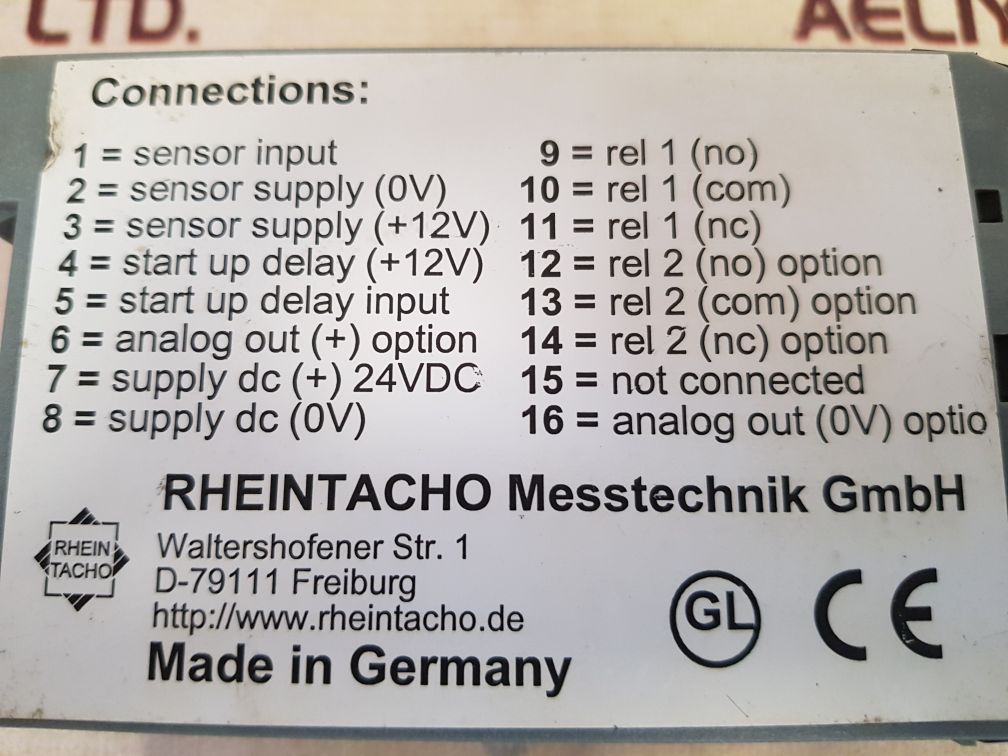 LTD.
Connections:
1 = sensor input
2 = sensor supply (0V)
3 = sensor supply (+12V)
4 = start up delay (+12V)
5 = start up delay input
6 = analog out (+) option
7 = supply dc (+) 24VDC
8 = supply dc (0V)
9 = rel 1 (no)
10 = rel 1 (com)
11 = rel 1 (nc)
12 = rel 2 (no) option
13 = rel 2 (com) option
14 = rel 2 (nc) option
15 = not connected
16 = analog out (0V) optio
RHEINTACHO Messtechnik GmbH
RHEIN
TACHO
Waltershofener Str. 1
D-79111 Freiburg
http://www.rheintacho.de
Made in Germany
GL
CE